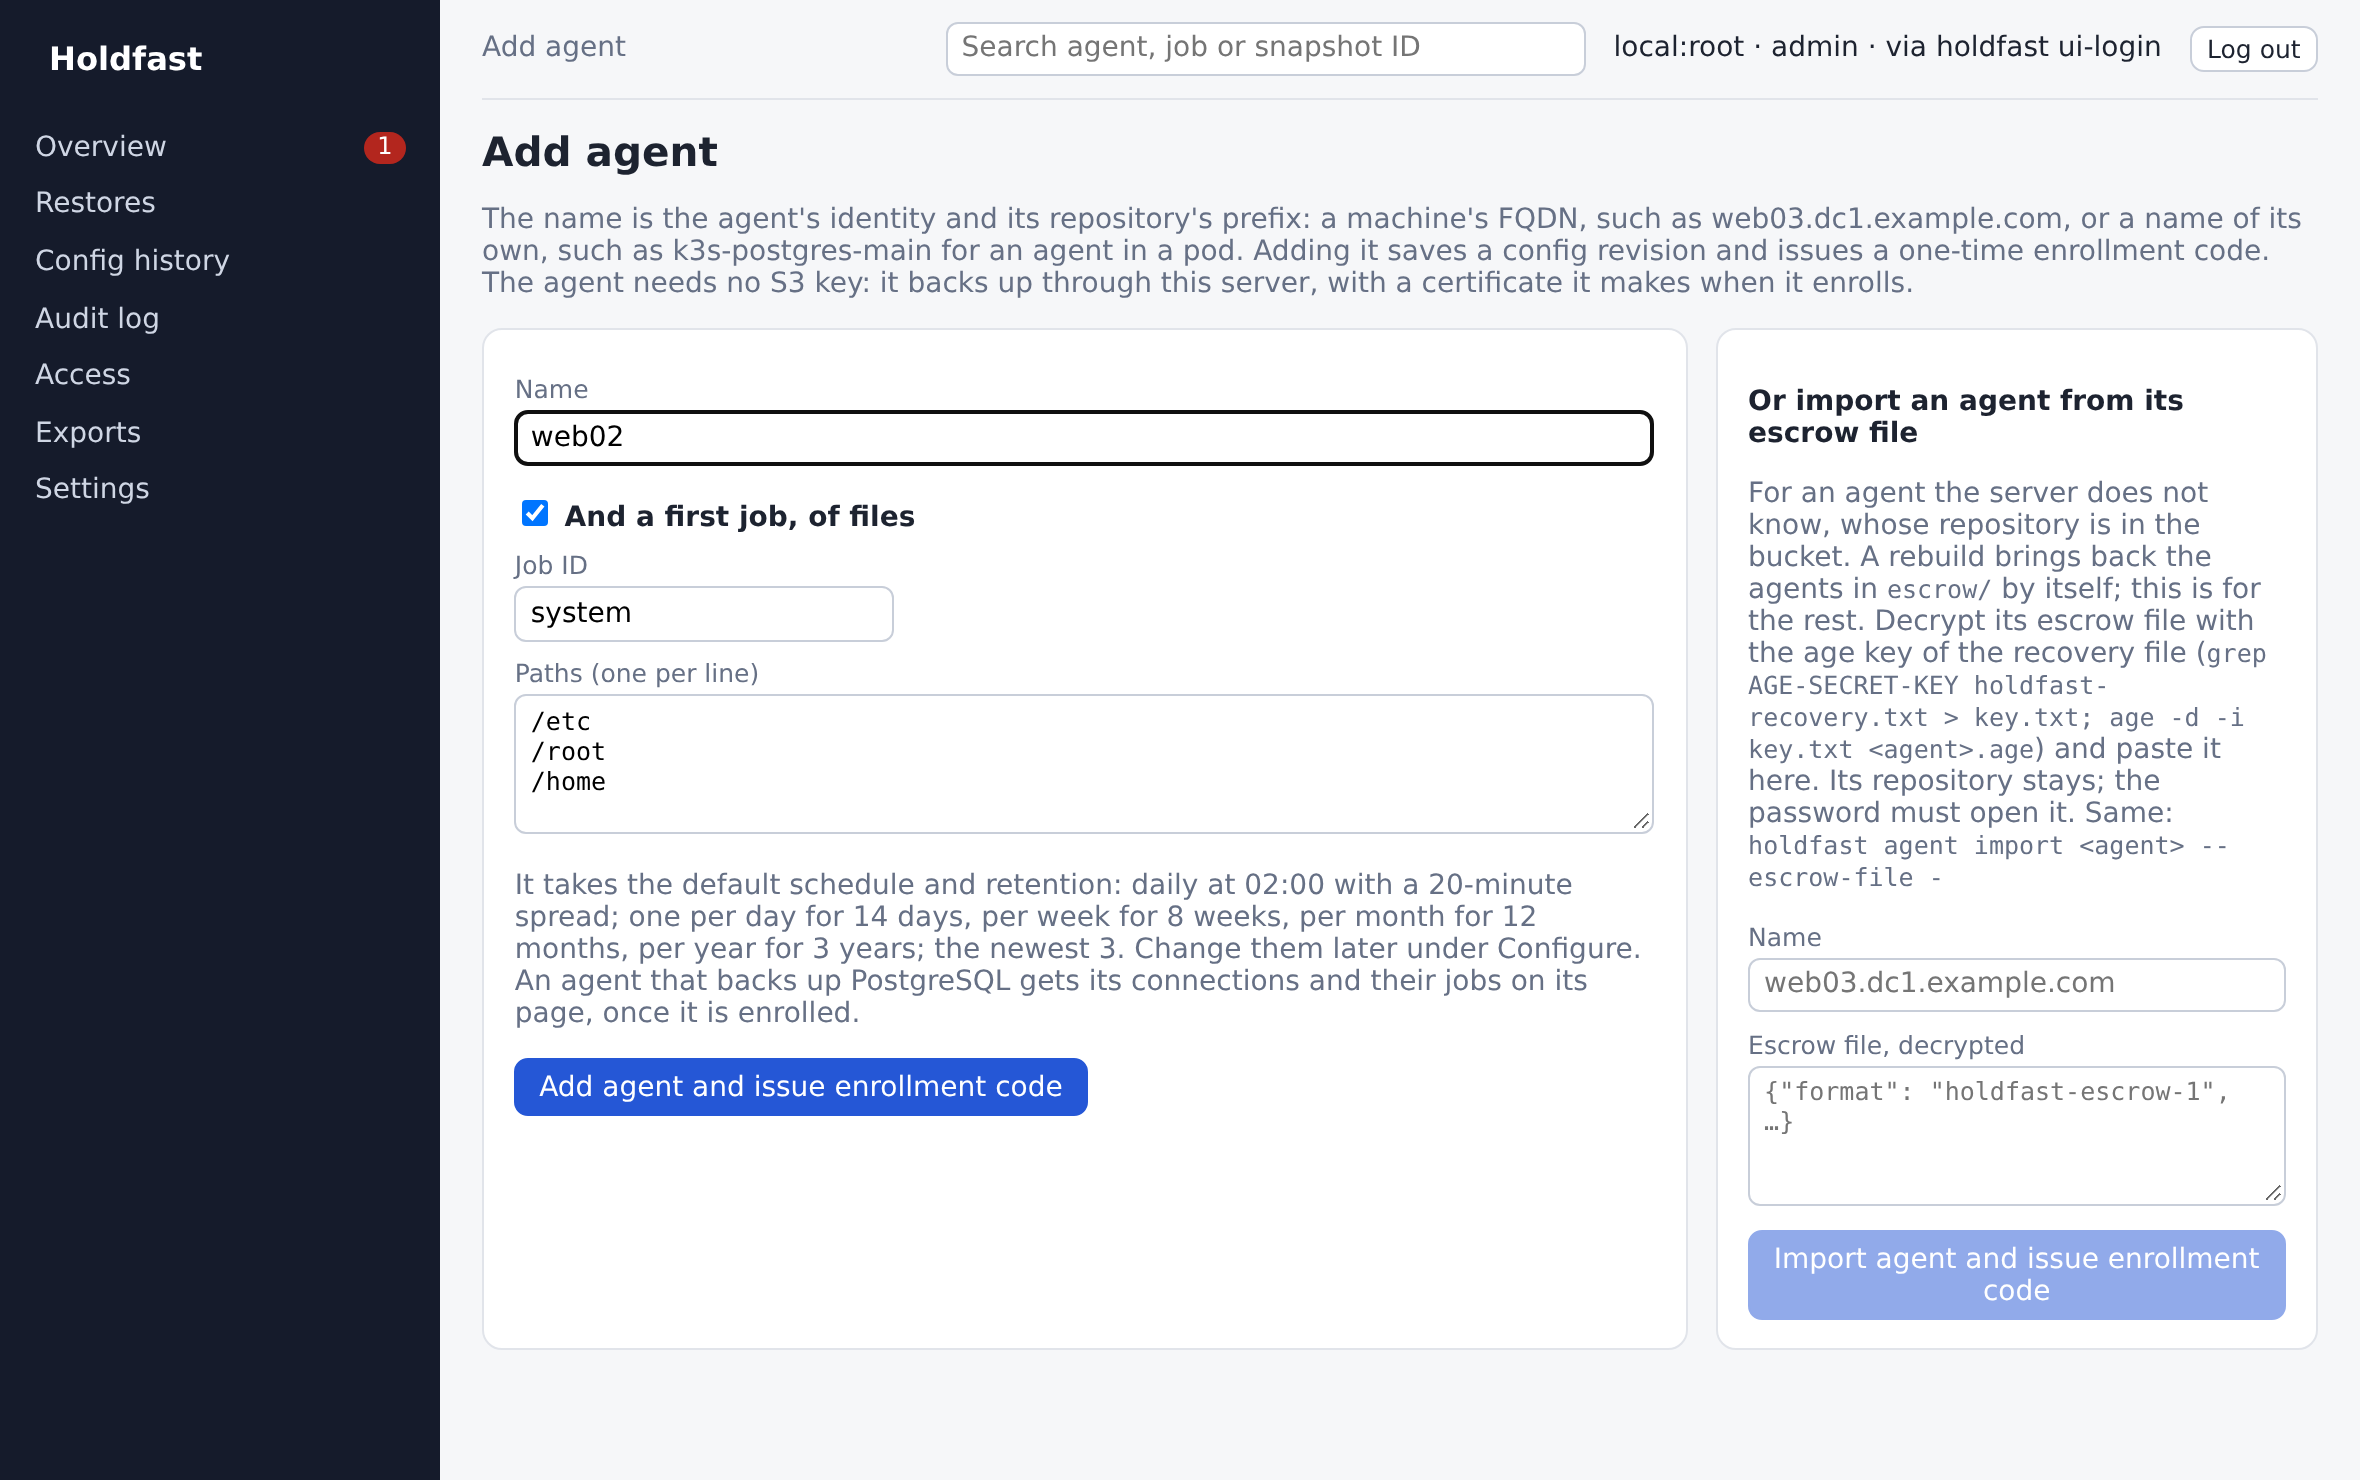 Holdfast
Overview 1
Restores
Config history
Audit log
Access
Exports
Settings
Add agent
Search agent, job or snapshot ID
local:root · admin · via holdfast ui-login
Log out
Add agent
The name is the agent's identity and its repository's prefix: a machine's FQDN, such as web03.dc1.example.com, or a name of its
own, such as k3s-postgres-main for an agent in a pod. Adding it saves a config revision and issues a one-time enrollment code.
The agent needs no S3 key: it backs up through this server, with a certificate it makes when it enrolls.
Name
web02
And a first job, of files
Job ID
system
Paths (one per line)
/etc
/root
/home
It takes the default schedule and retention: daily at 02:00 with a 20-minute
spread; one per day for 14 days, per week for 8 weeks, per month for 12
months, per year for 3 years; the newest 3. Change them later under Configure.
An agent that backs up PostgreSQL gets its connections and their jobs on its
page, once it is enrolled.
Add agent and issue enrollment code
Or import an agent from its
escrow file
For an agent the server does not
know, whose repository is in the
bucket. A rebuild brings back the
agents in escrow/ by itself; this is for
the rest. Decrypt its escrow file with
the age key of the recovery file (grep
AGE-SECRET-KEY holdfast-
recovery.txt > key.txt; age -d -i
key.txt <agent>.age) and paste it
here. Its repository stays; the
password must open it. Same:
holdfast agent import <agent> --
escrow-file -
Name
web03.dc1.example.com
Escrow file, decrypted
{"format": "holdfast-escrow-1",
…}
Import agent and issue enrollment
code